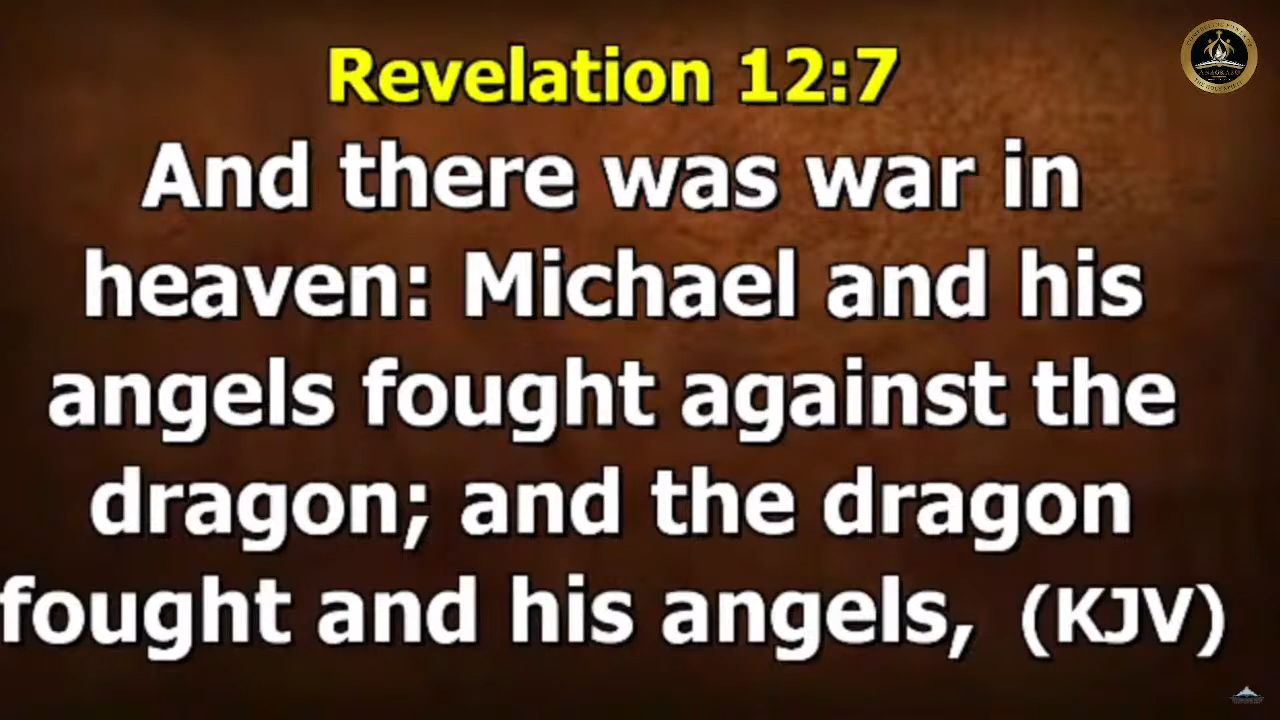 Revelation 12:7
And there was war in
heaven: Michael and his
angels fought against the
dragon; and the dragon
fought and his angels, (KJV)